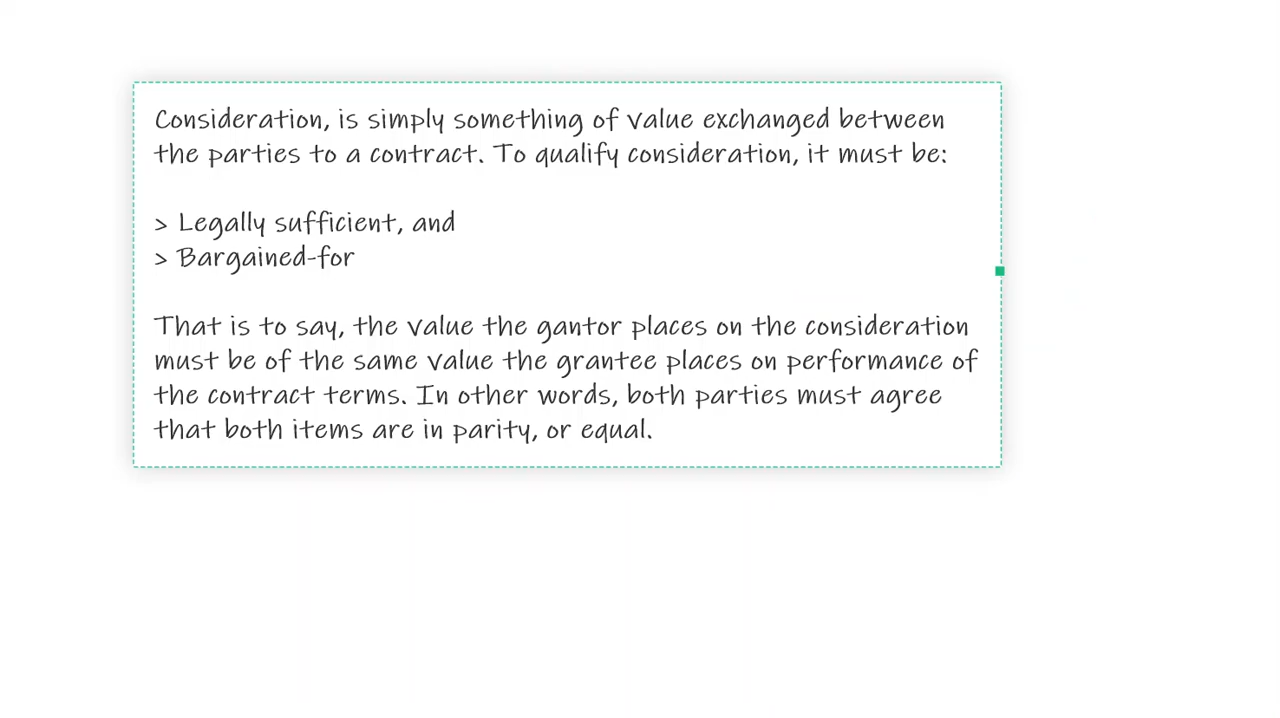 Consideration, is simply something of value exchanged between
the parties to a contract. To qualify consideration, it must be:
> Legally sufficient, and
> Bargained-for
That is to say, the value the gantor places on the consideration
must be of the same value the grantee places on performance of
the contract terms. In other words, both parties must agree
that both items are in parity, or equal.